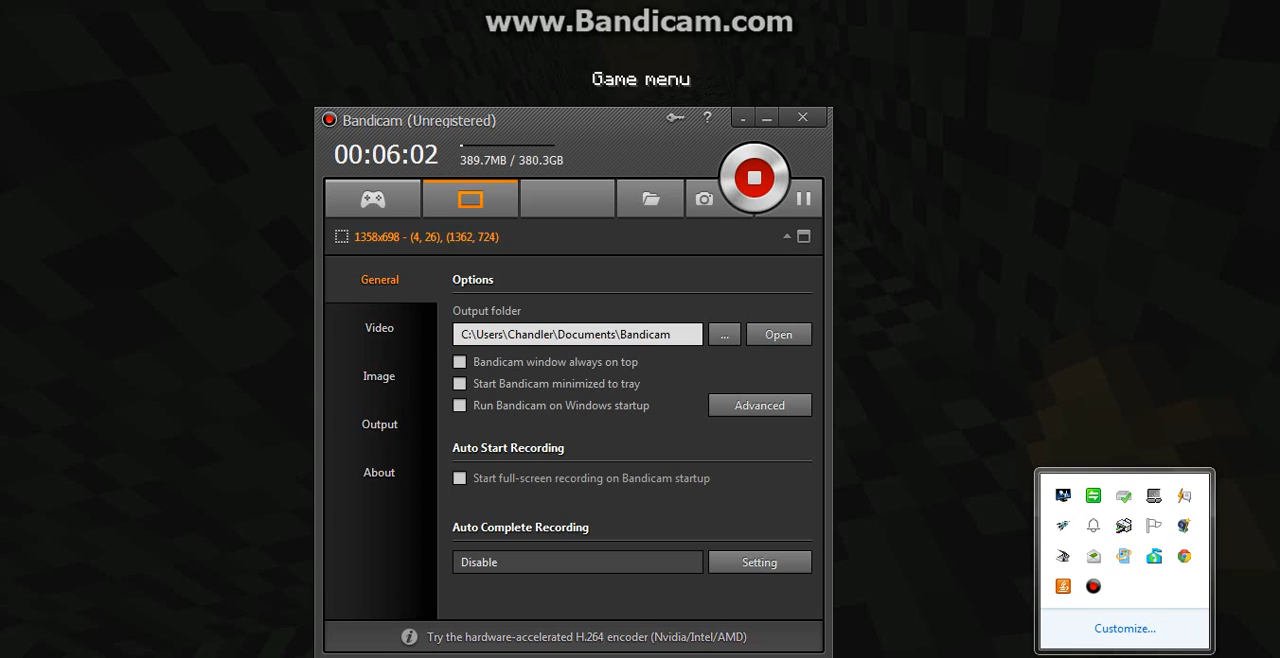 www.Bandicam.com
Game menu
Bandicam (Unregistered)
?
00:06:02
389.7MB / 380.3GB
1358x698 - (4, 26), (1362, 724)
General
Video
Image
Output
About
Options
Output folder
C:\Users\Chandler\Documents\Bandicam
...
Open
Bandicam window always on top
Start Bandicam minimized to tray
Run Bandicam on Windows startup
Advanced
Auto Start Recording
Start full-screen recording on Bandicam startup
Auto Complete Recording
Disable
Setting
Try the hardware-accelerated H.264 encoder (Nvidia/Intel/AMD)
Customize...